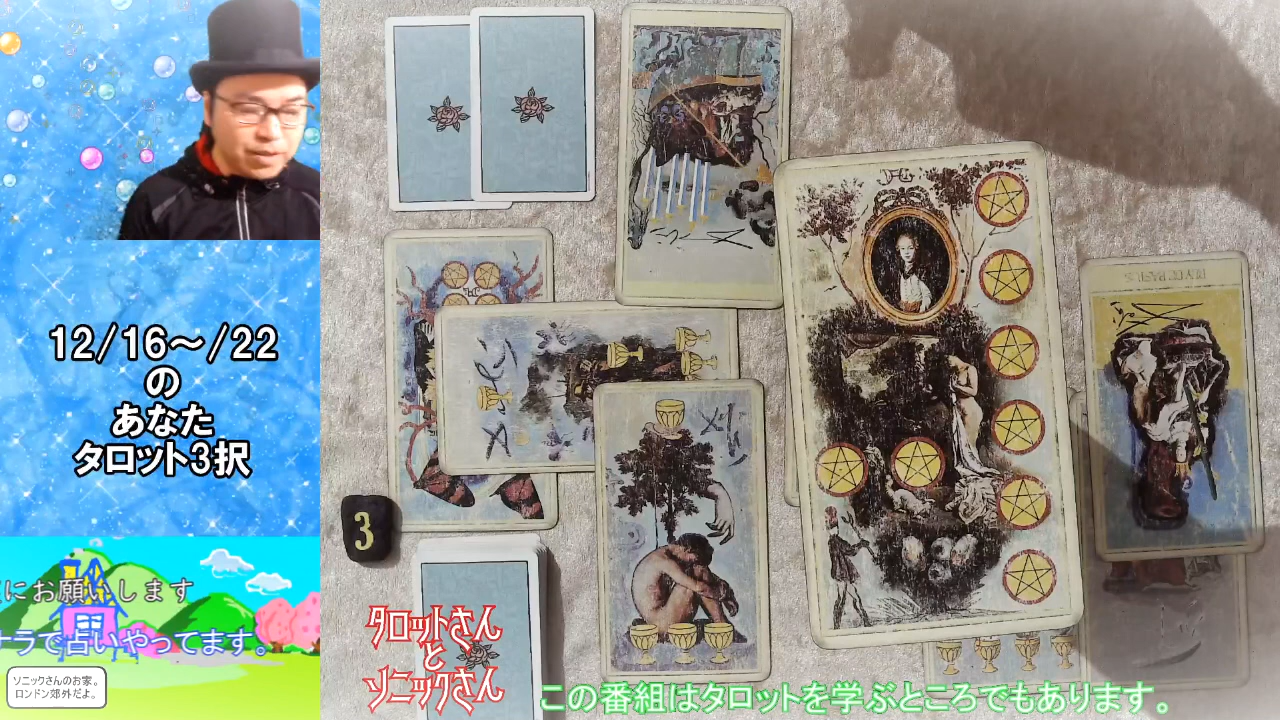 12/16〜/22
の
あなた
タロット3択
にお願いします
ナラで占いやってます。
ソニックさんのお家。
ロンドン郊外だよ。
3
タロットさん
と
ソニックさん
この番組はタロットを学ぶところでもあります。